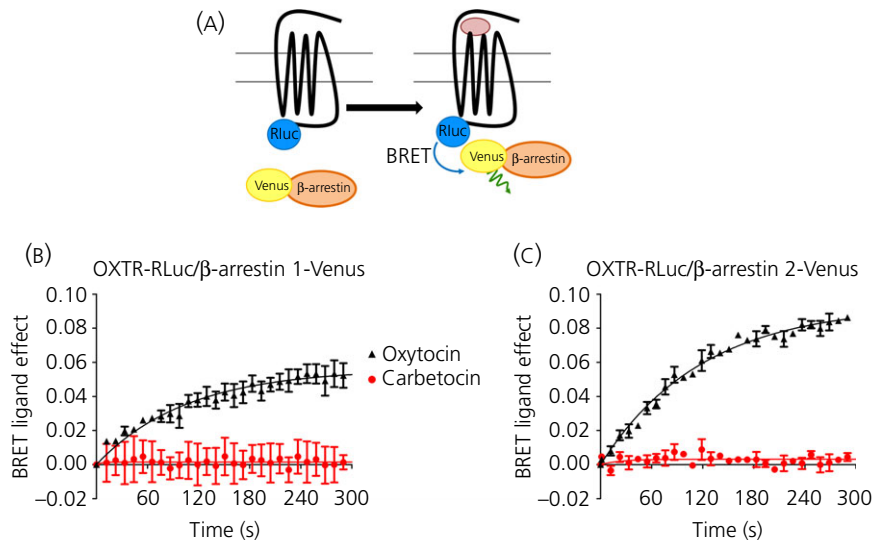 (A)
Rluc
Venus
β-arrestin
Rluc
BRET
Venus
β-arrestin
(B)
OXTR-RLuc/β-arrestin 1-Venus
BRET ligand effect
0.10
0.08
0.06
0.04
0.02
0.00
−0.02
60 120 180 240 300
Time (s)
Oxytocin
Carbetocin
(C)
OXTR-RLuc/β-arrestin 2-Venus
BRET ligand effect
0.10
0.08
0.06
0.04
0.02
0.00
−0.02
60 120 180 240 300
Time (s)